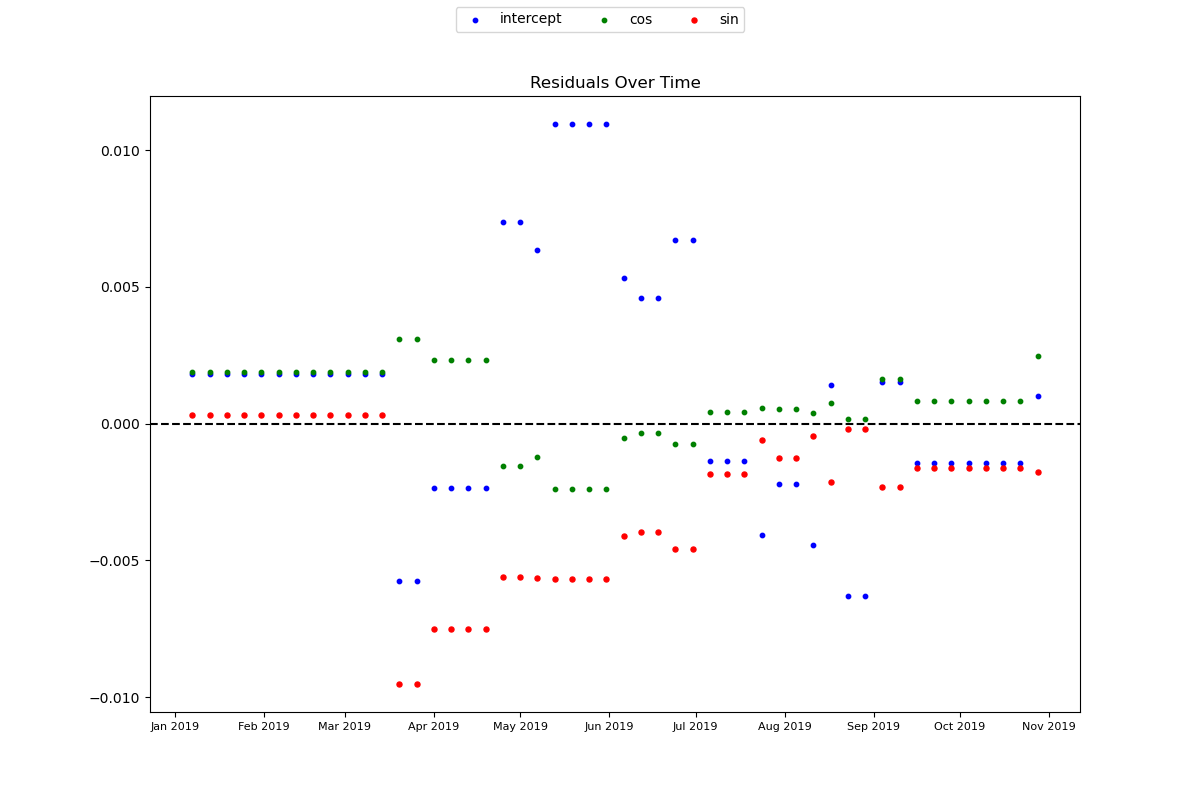 intercept cos sin
Residuals Over Time
0.010
0.005
0.000
−0.005
−0.010
Jan 2019 Feb 2019 Mar 2019 Apr 2019 May 2019 Jun 2019 Jul 2019 Aug 2019 Sep 2019 Oct 2019 Nov 2019